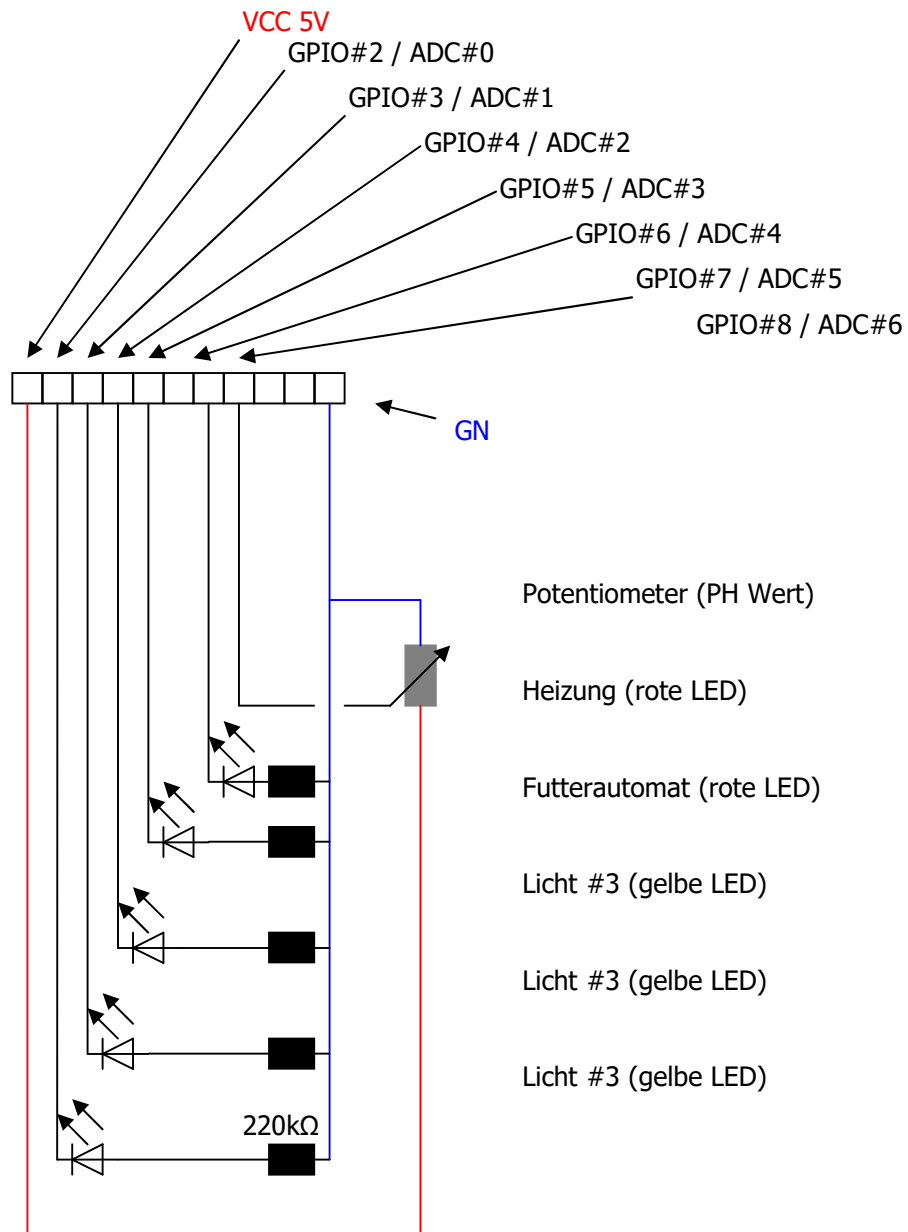 VCC 5V
GPIO#2 / ADC#0
GPIO#3 / ADC#1
GPIO#4 / ADC#2
GPIO#5 / ADC#3
GPIO#6 / ADC#4
GPIO#7 / ADC#5
GPIO#8 / ADC#6
GN
Potentiometer (PH Wert)
Heizung (rote LED)
Futterautomat (rote LED)
Licht #3 (gelbe LED)
Licht #3 (gelbe LED)
Licht #3 (gelbe LED)
220kΩ